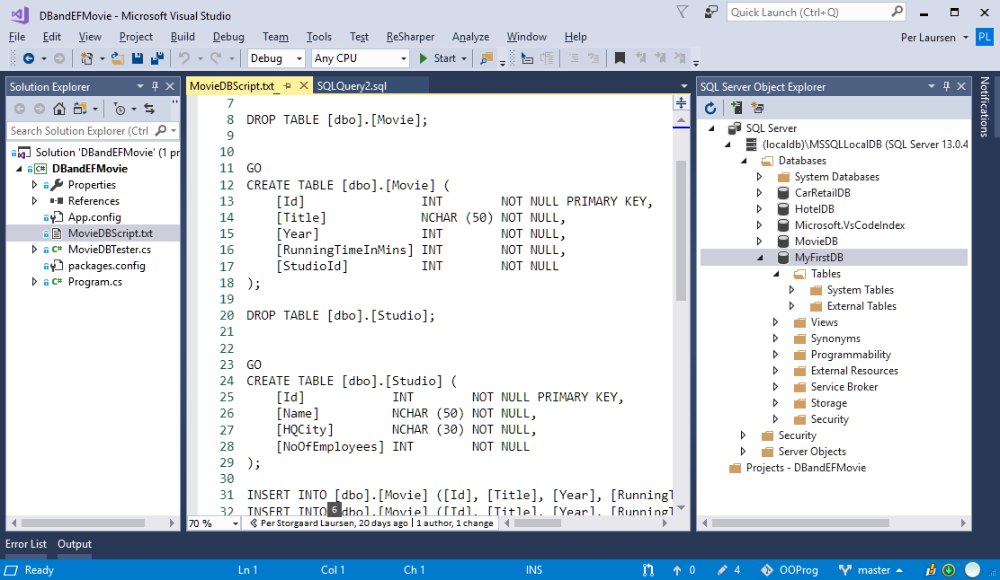 DBandEFMovie - Microsoft Visual Studio
Quick Launch (Ctrl+Q)
File Edit View Project Build Debug Team Tools Test ReSharper Analyze Window Help
Per Laursen PL
Debug Any CPU Start
Solution Explorer
Search Solution Explorer (Ctrl
Solution 'DBandEFMovie' (1 pr
C# DBandEFMovie
Properties
References
App.config
MovieDBScript.txt
C# MovieDBTester.cs
packages.config
C# Program.cs
MovieDBScript.txt SQLQuery2.sql
7
8 DROP TABLE [dbo].[Movie];
9
10
11 GO
12 CREATE TABLE [dbo].[Movie] (
13 [Id] INT NOT NULL PRIMARY KEY,
14 [Title] NCHAR (50) NOT NULL,
15 [Year] INT NOT NULL,
16 [RunningTimeInMins] INT NOT NULL,
17 [StudioId] INT NOT NULL
18 );
19
20 DROP TABLE [dbo].[Studio];
21
22
23 GO
24 CREATE TABLE [dbo].[Studio] (
25 [Id] INT NOT NULL PRIMARY KEY,
26 [Name] NCHAR (50) NOT NULL,
27 [HQCity] NCHAR (30) NOT NULL,
28 [NoOfEmployees] INT NOT NULL
29 );
30
31 INSERT INTO [dbo].[Movie] ([Id], [Title], [Year], [RunningT
32 INSERT INTO [dbo].[Movie] ([Id], [Title], [Year], [RunningT
6
70 % Per Storgaard Laursen, 20 days ago | 1 author, 1 change
SQL Server Object Explorer
SQL Server
(localdb)\MSSQLLocalDB (SQL Server 13.0.4
Databases
System Databases
CarRetailDB
HotelDB
Microsoft.VsCodeIndex
MovieDB
MyFirstDB
Tables
System Tables
External Tables
Views
Synonyms
Programmability
External Resources
Service Broker
Storage
Security
Security
Server Objects
Projects - DBandEFMovie
Notifications
Error List Output
Ready Ln 1 Col 1 Ch 1 INS 0 4 OOProg master